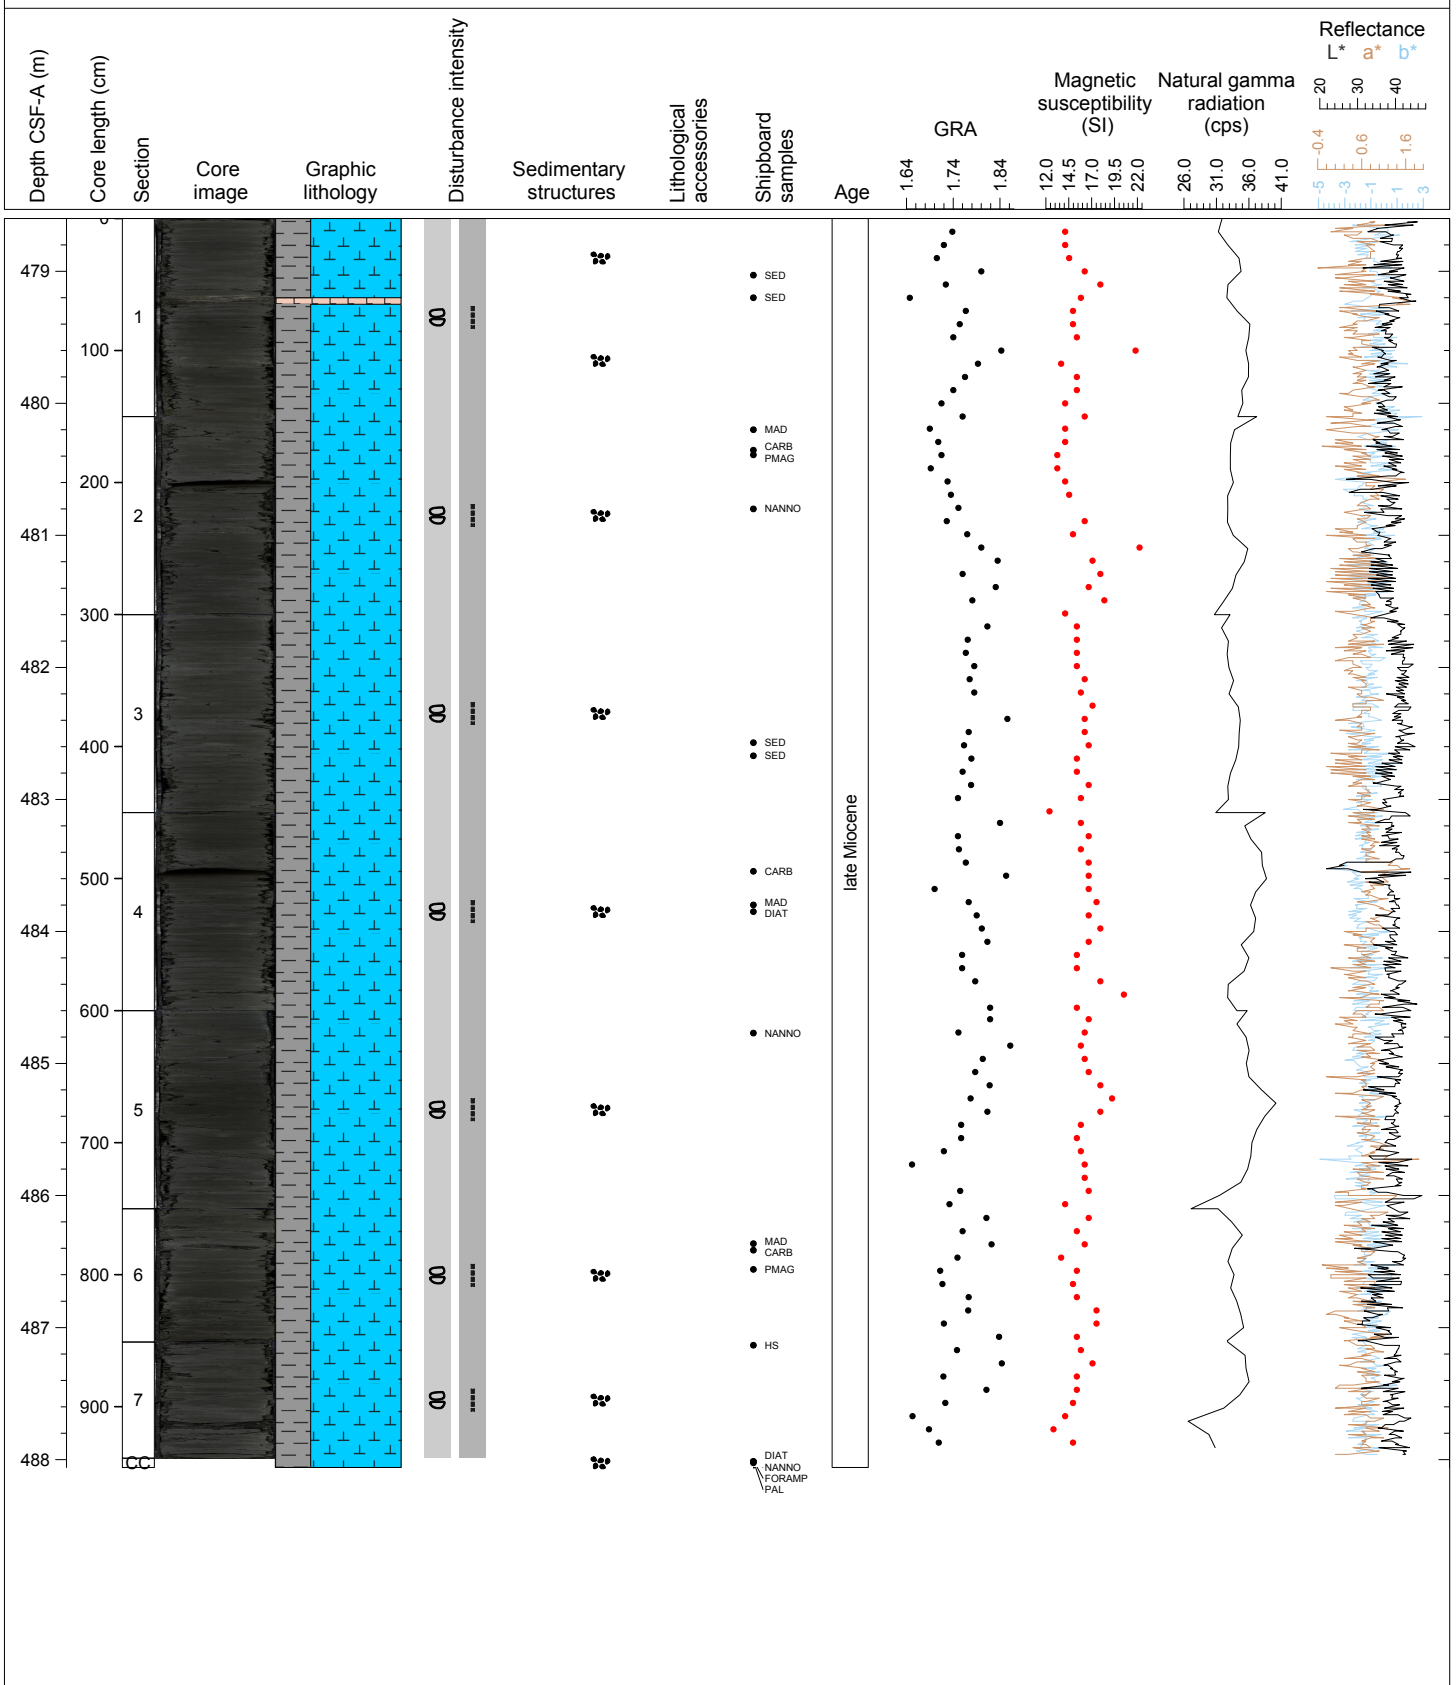 Depth CSF-A (m)
Core length (cm)
Section
Core
image
Graphic
lithology
Disturbance intensity
Sedimentary
structures
Lithological
accessories
Shipboard
samples
Age
GRA
1.64 1.74 1.84
Magnetic
susceptibility
(SI)
12.0 14.5 17.0 19.5 22.0
Natural gamma
radiation
(cps)
26.0 31.0 36.0 41.0
Reflectance
L* a* b*
20 30 40
-0.4 0.6 1.6
-5 -3 -1 1 3
0
479
SED
SED
1
100
480
MAD
CARB
PMAG
200
NANNO
2
481
300
482
3
400
SED
SED
483
late Miocene
500
CARB
MAD
DIAT
4
484
600
NANNO
485
5
700
486
MAD
CARB
PMAG
800
6
487
HS
7
900
488
CC
DIAT
NANNO
FORAMP
PAL